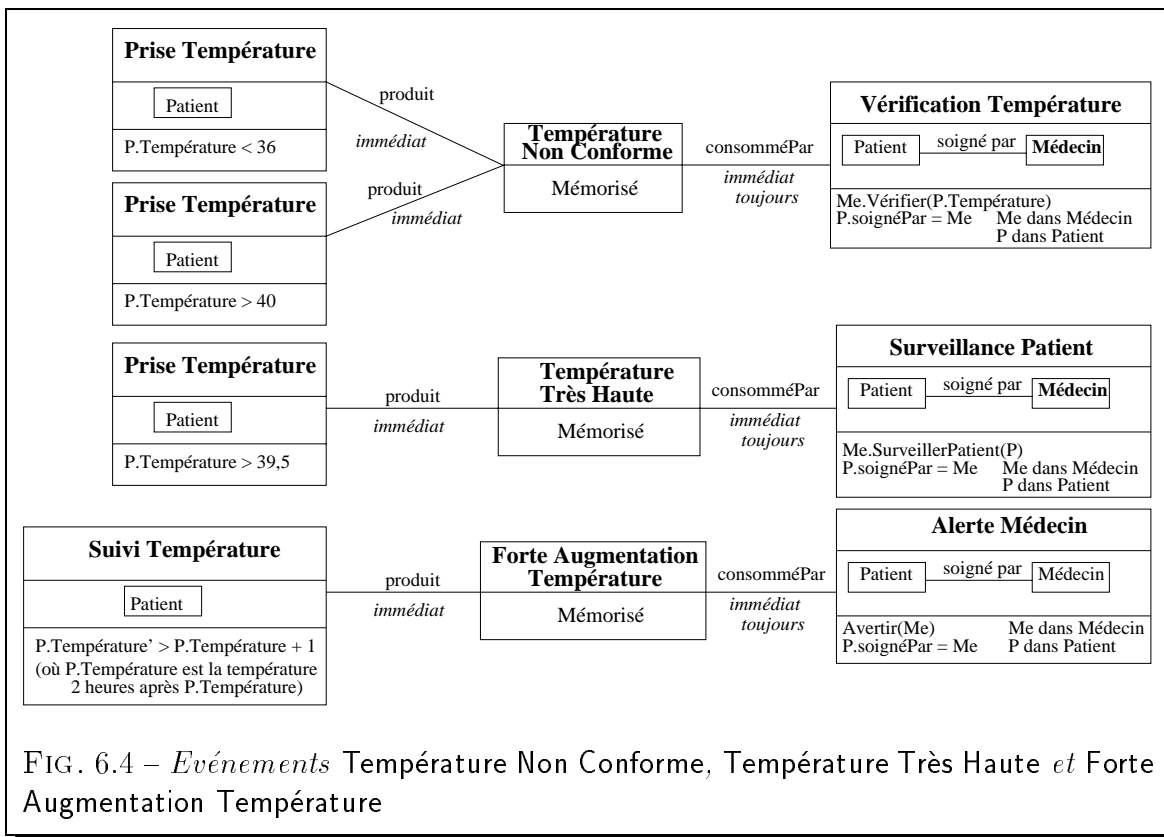 Prise Température
Patient
P.Température < 36
produit
immédiat
Prise Température
Patient
P.Température > 40
produit
immédiat
Température
Non Conforme
Mémorisé
consomméPar
immédiat
toujours
Vérification Température
Patient
soigné par
Médecin
Me.Vérifier(P.Température)
P.soignéPar = Me Me dans Médecin
P dans Patient
Prise Température
Patient
P.Température > 39,5
produit
immédiat
Température
Très Haute
Mémorisé
consomméPar
immédiat
toujours
Surveillance Patient
Patient
soigné par
Médecin
Me.SurveillerPatient(P)
P.soignéPar = Me Me dans Médecin
P dans Patient
Suivi Température
Patient
P.Température' > P.Température + 1
(où P.Température est la température
2 heures après P.Température)
produit
immédiat
Forte Augmentation
Température
Mémorisé
consomméPar
immédiat
toujours
Alerte Médecin
Patient
soigné par
Médecin
Avertir(Me) Me dans Médecin
P.soignéPar = Me P dans Patient
FIG. 6.4 – Evénements Température Non Conforme, Température Très Haute et Forte
Augmentation Température